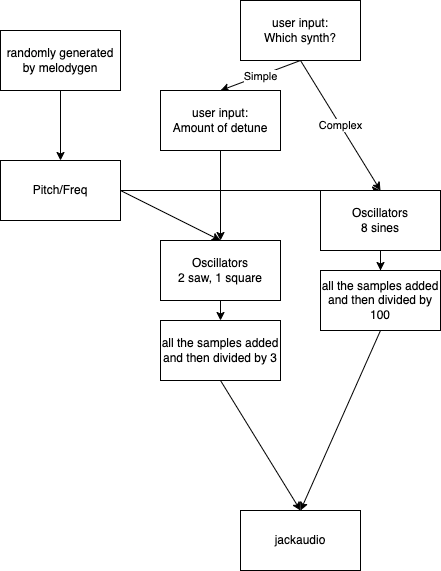 user input:
Which synth?
randomly generated
by melodygen
Simple
user input:
Amount of detune
Complex
Pitch/Freq
Oscillators
8 sines
Oscillators
2 saw, 1 square
all the samples added
and then divided by
100
all the samples added
and then divided by 3
jackaudio